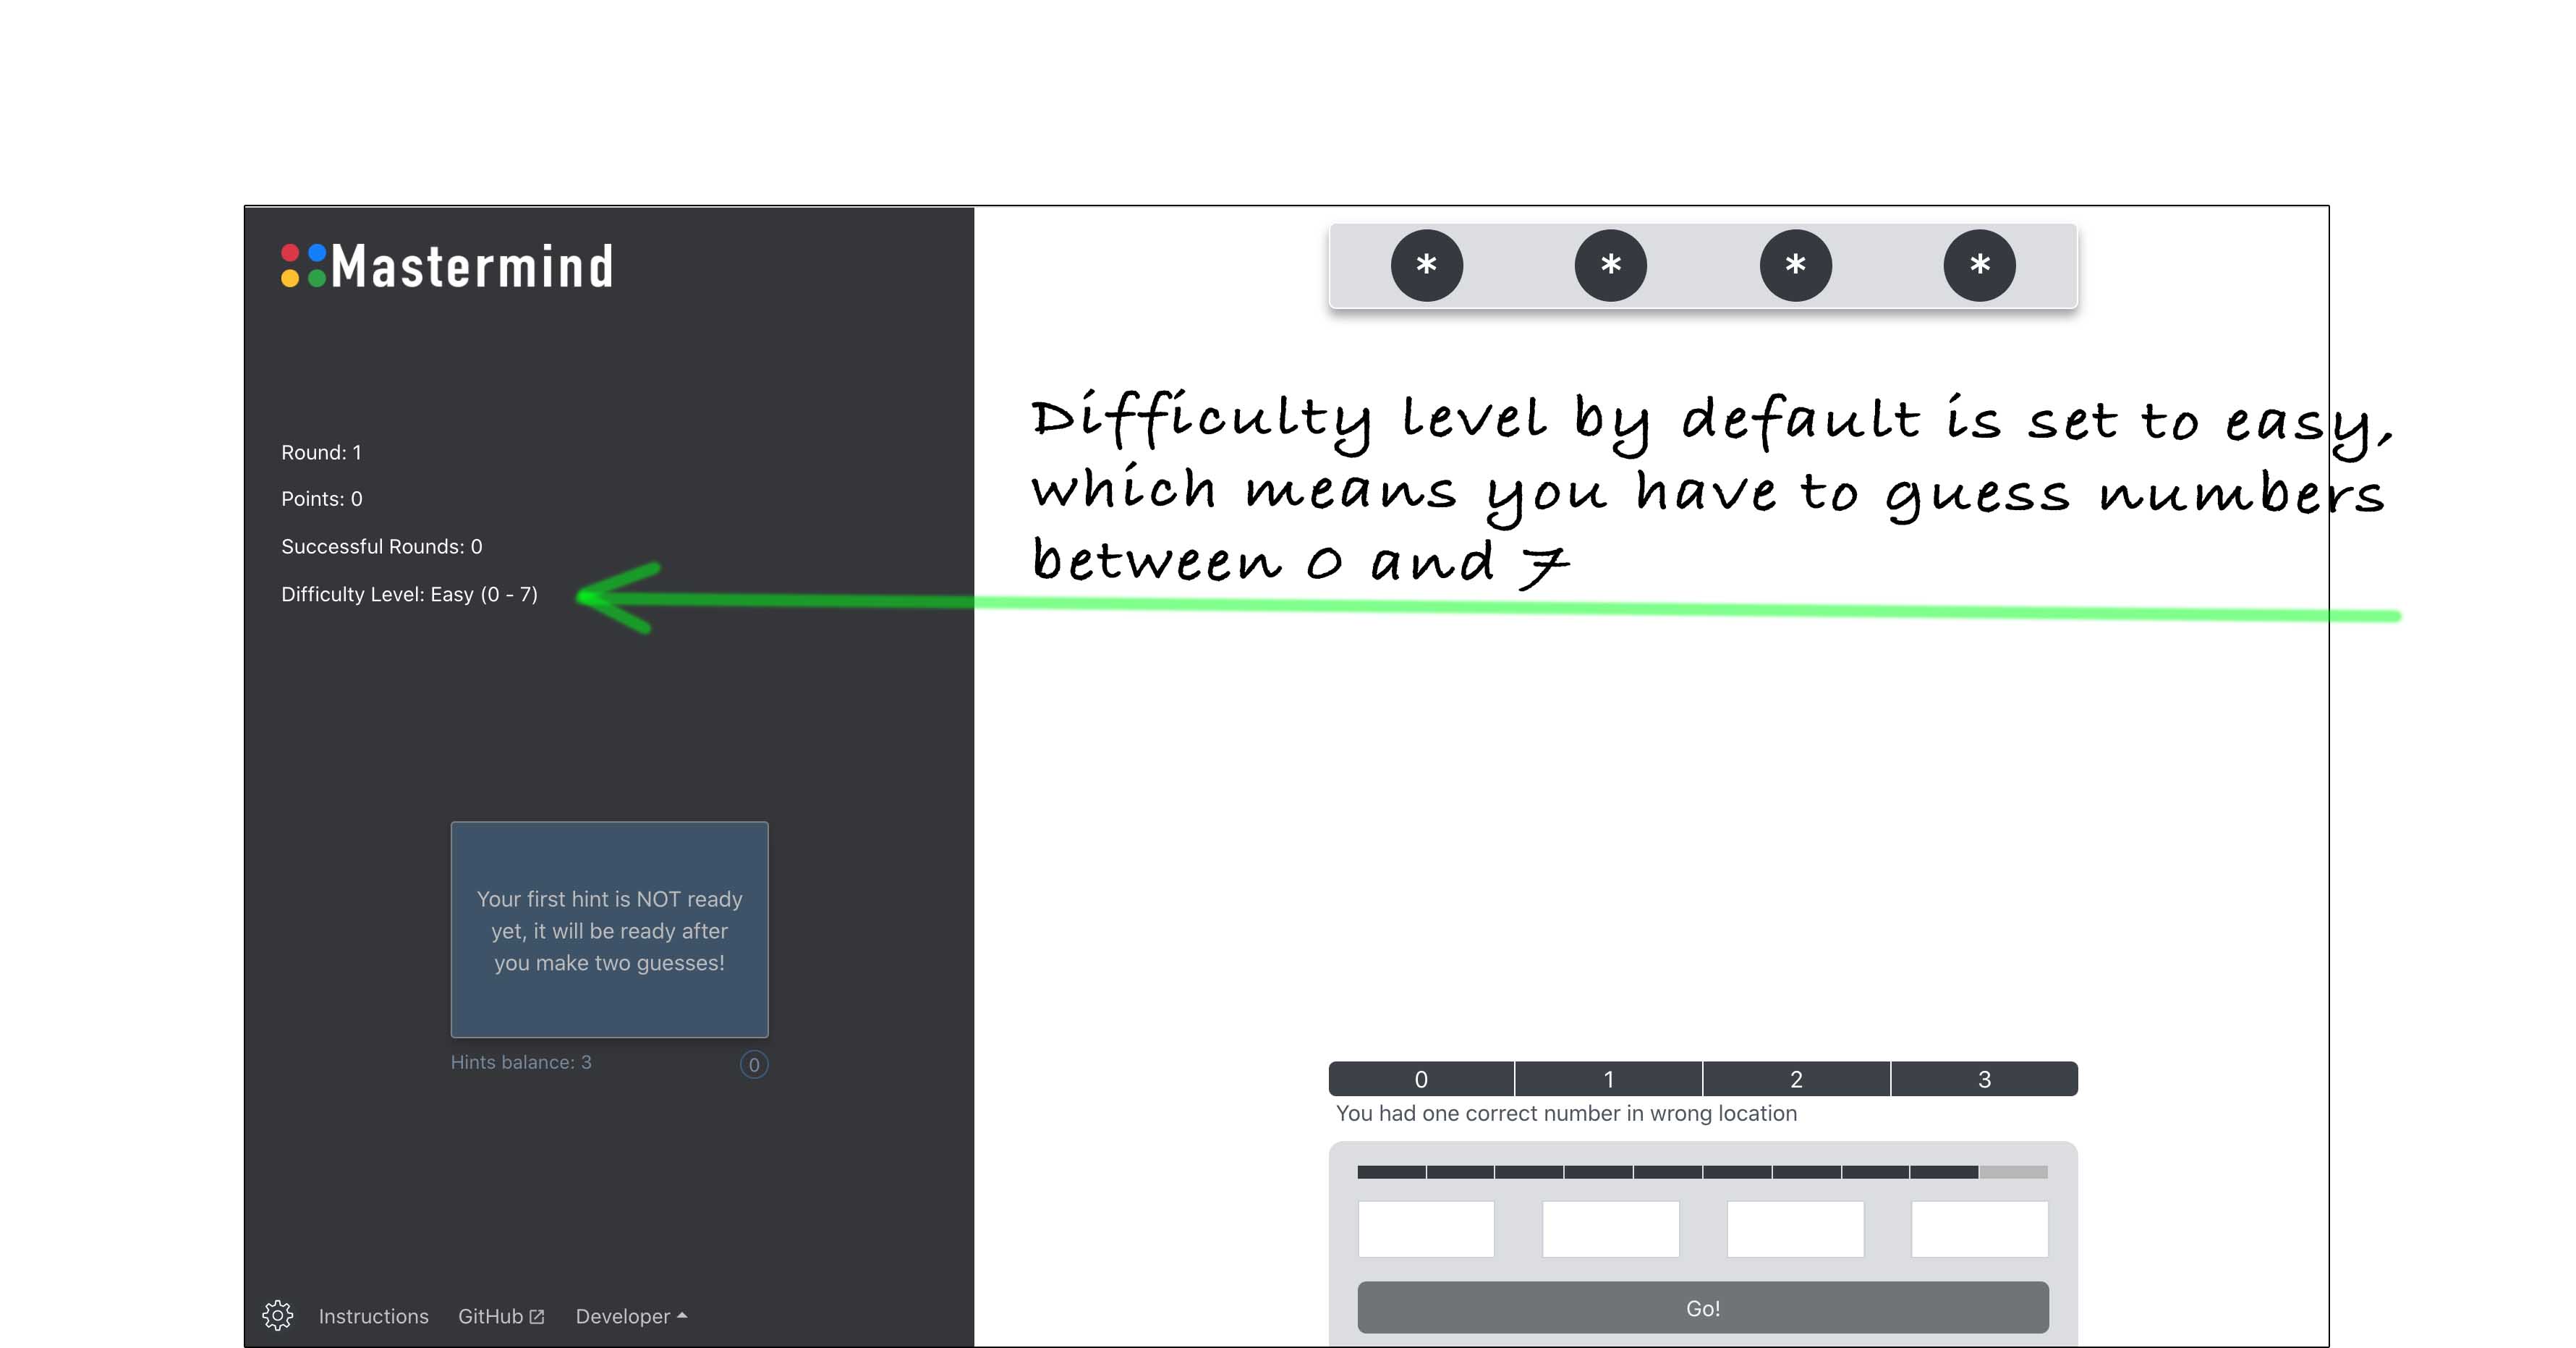 Mastermind
Round: 1
Points: 0
Successful Rounds: 0
Difficulty Level: Easy (0 - 7)
Your first hint is NOT ready
yet, it will be ready after
you make two guesses!
Hints balance: 3
0
Instructions
GitHub
Developer
* * * *
Difficulty level by default is set to easy,
which means you have to guess numbers
between 0 and 7
0 1 2 3
You had one correct number in wrong location
Go!